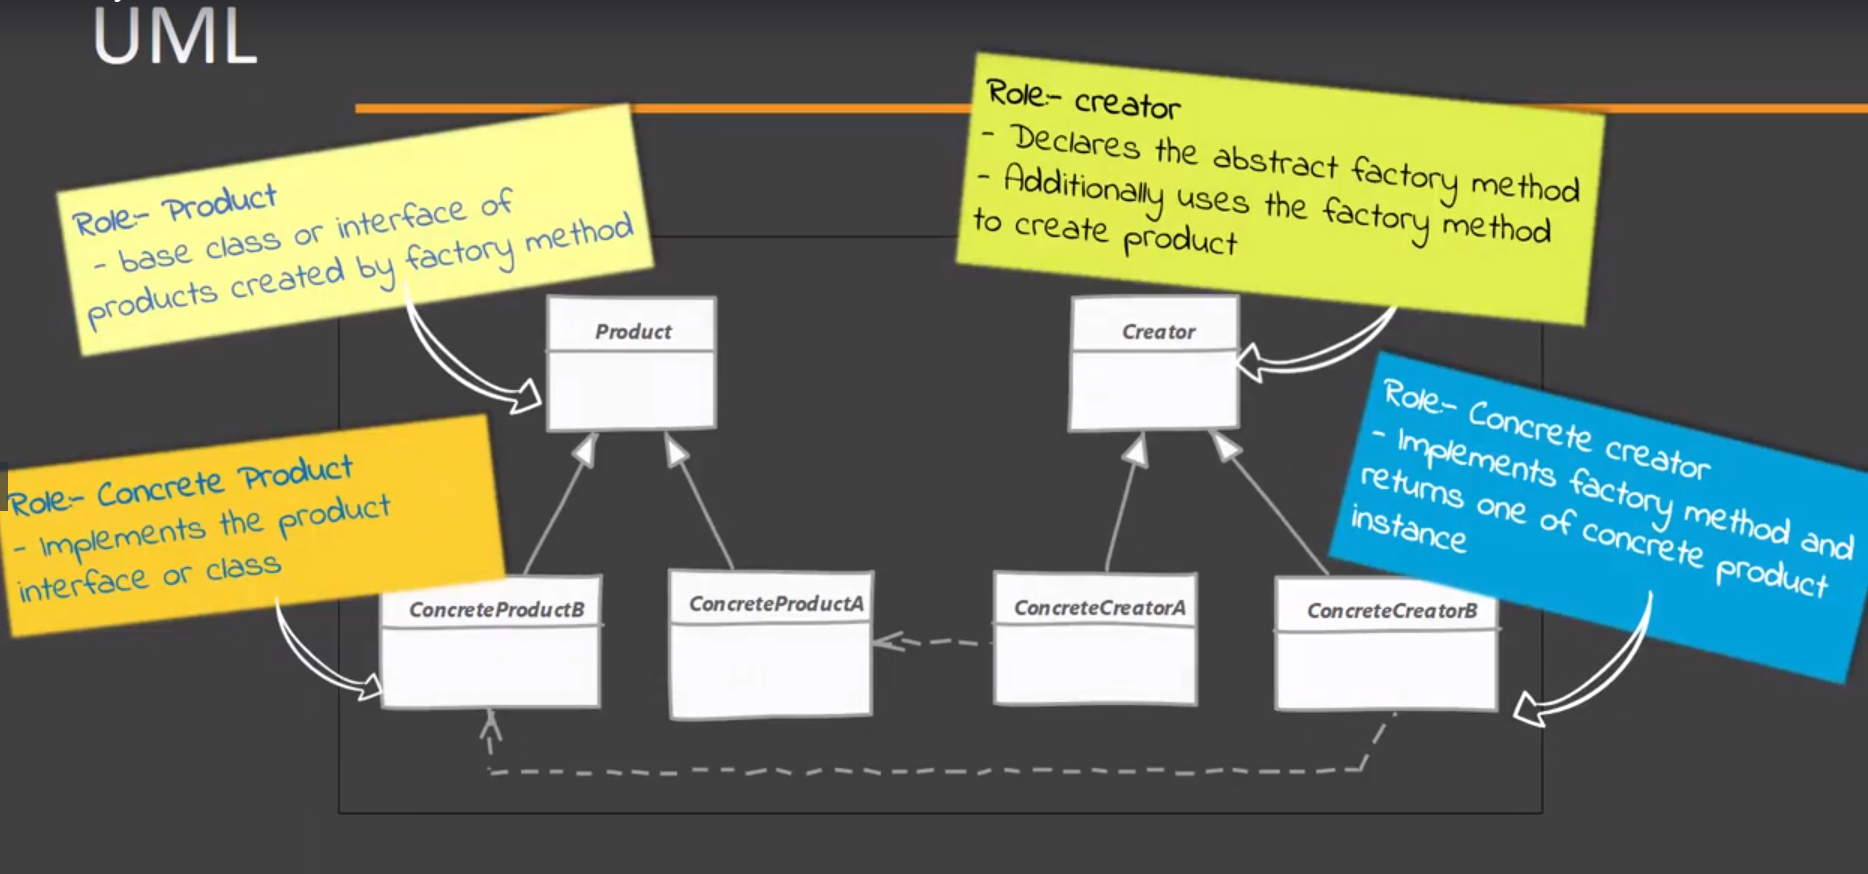 UML
Role:- Product
- base class or interface of
products created by factory method
Role:- creator
- Declares the abstract factory method
- Additionally uses the factory method
to create product
Product
Creator
Role:- Concrete Product
- Implements the product
interface or class
Role:- Concrete creator
- Implements factory method and
returns one of concrete product
instance
ConcreteProductB
ConcreteProductA
ConcreteCreatorA
ConcreteCreatorB